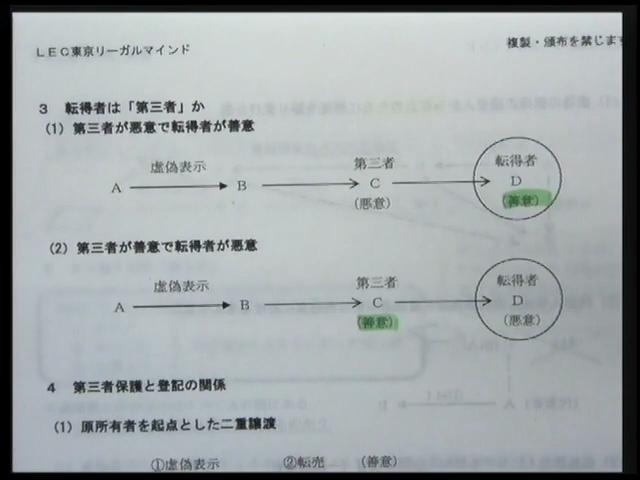 LEC東京リーガルマインド 複製・頒布を禁じます
3 転得者は「第三者」か
(1) 第三者が悪意で転得者が善意
虚偽表示 第三者 転得者
A B C D
(悪意) (善意)
(2) 第三者が善意で転得者が悪意
虚偽表示 第三者 転得者
A B C D
(善意) (悪意)
4 第三者保護と登記の関係
(1) 原所有者を起点とした二重譲渡
①虚偽表示 ②転売 (善意)